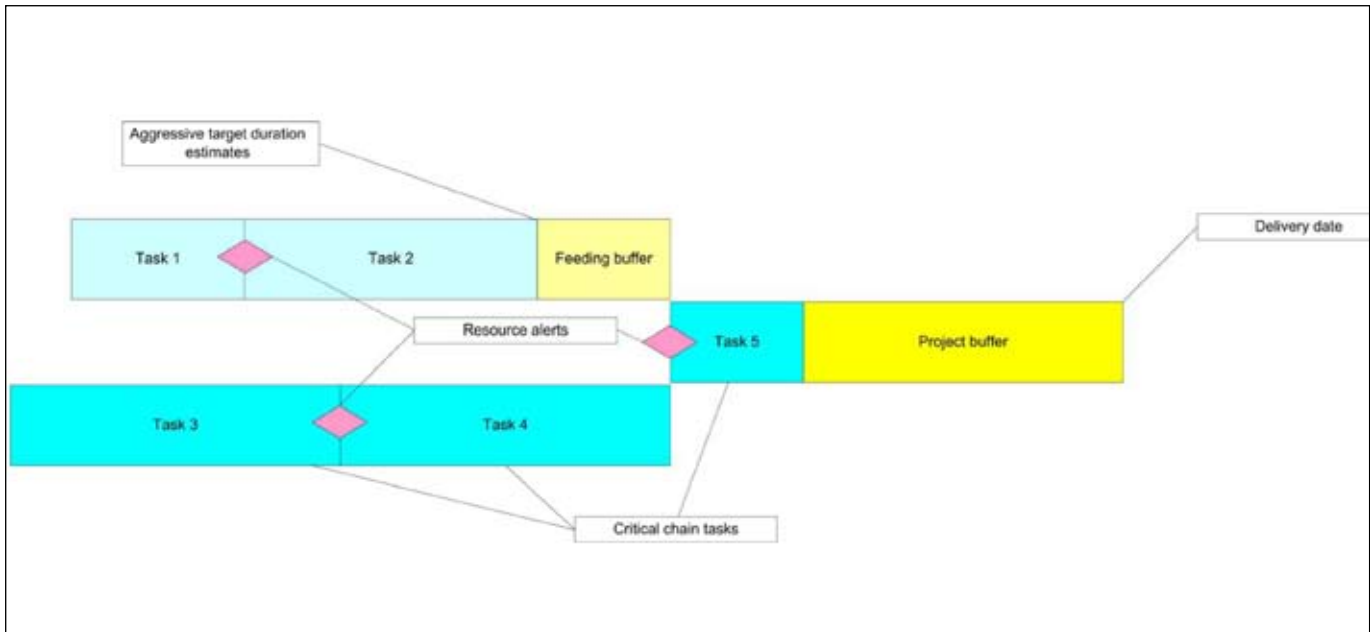 Aggressive target duration
estimates
Delivery date
Task 1
Task 2
Feeding buffer
Resource alerts
Task 5
Project buffer
Task 3
Task 4
Critical chain tasks